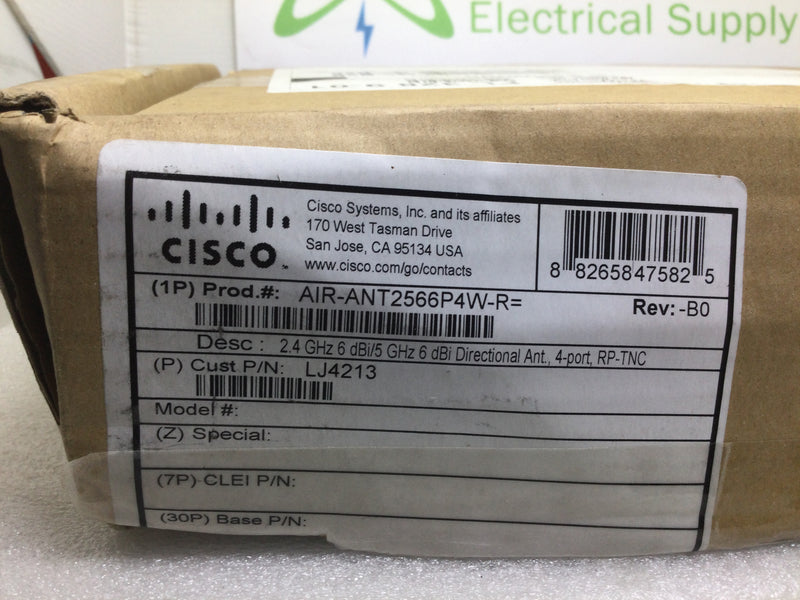 Electrical Supply
CISCO
Cisco Systems, Inc. and its affiliates
170 West Tasman Drive
San Jose, CA 95134 USA
www.cisco.com/go/contacts
8 8265847582 5
(1P) Prod.#: AIR-ANT2566P4W-R=
Rev: -B0
Desc : 2.4 GHz 6 dBi/5 GHz 6 dBi Directional Ant., 4-port, RP-TNC
(P) Cust P/N: LJ4213
Model #:
(Z) Special:
(7P) CLEI P/N:
(30P) Base P/N: